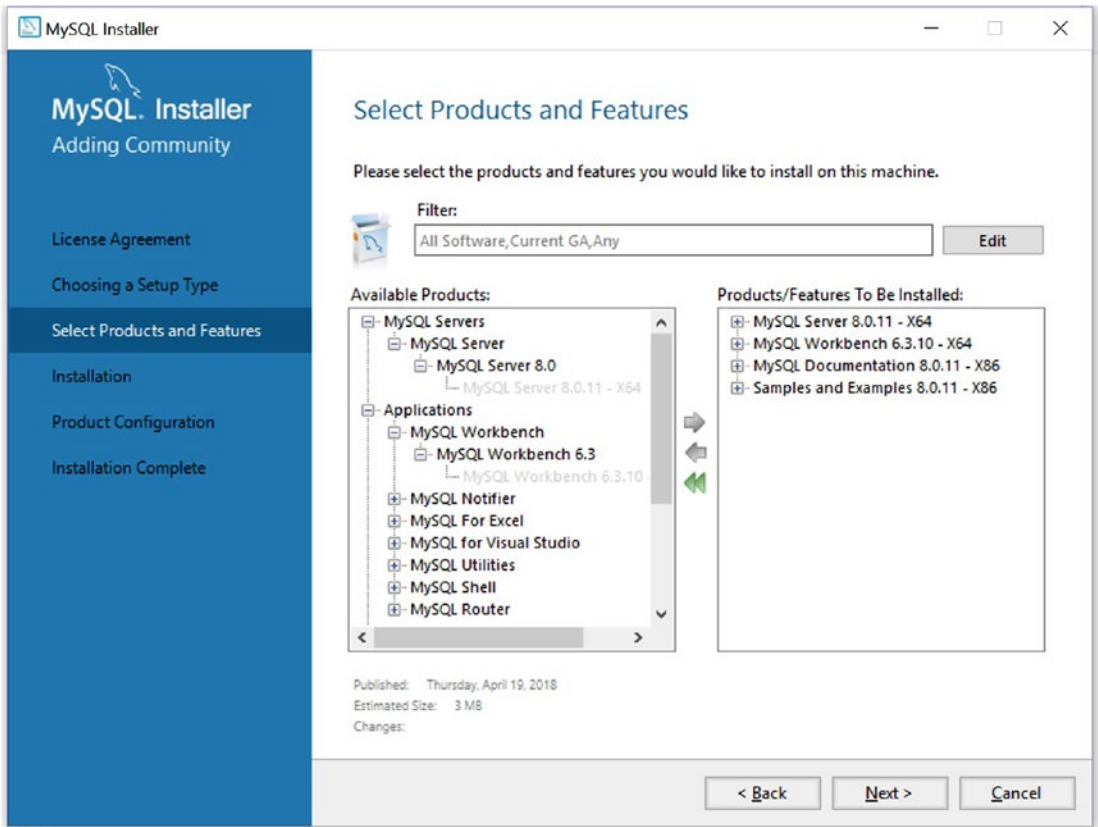 MySQL Installer
MySQL. Installer
Adding Community
License Agreement
Choosing a Setup Type
Select Products and Features
Installation
Product Configuration
Installation Complete
Select Products and Features
Please select the products and features you would like to install on this machine.
Filter:
All Software,Current GA,Any
Edit
Available Products:
MySQL Servers
MySQL Server
MySQL Server 8.0
MySQL Server 8.0.11 - X64
Applications
MySQL Workbench
MySQL Workbench 6.3
MySQL Workbench 6.3.10
MySQL Notifier
MySQL For Excel
MySQL for Visual Studio
MySQL Utilities
MySQL Shell
MySQL Router
Products/Features To Be Installed:
MySQL Server 8.0.11 - X64
MySQL Workbench 6.3.10 - X64
MySQL Documentation 8.0.11 - X86
Samples and Examples 8.0.11 - X86
Published: Thursday, April 19, 2018
Estimated Size: 3 MB
Changes:
< Back
Next >
Cancel